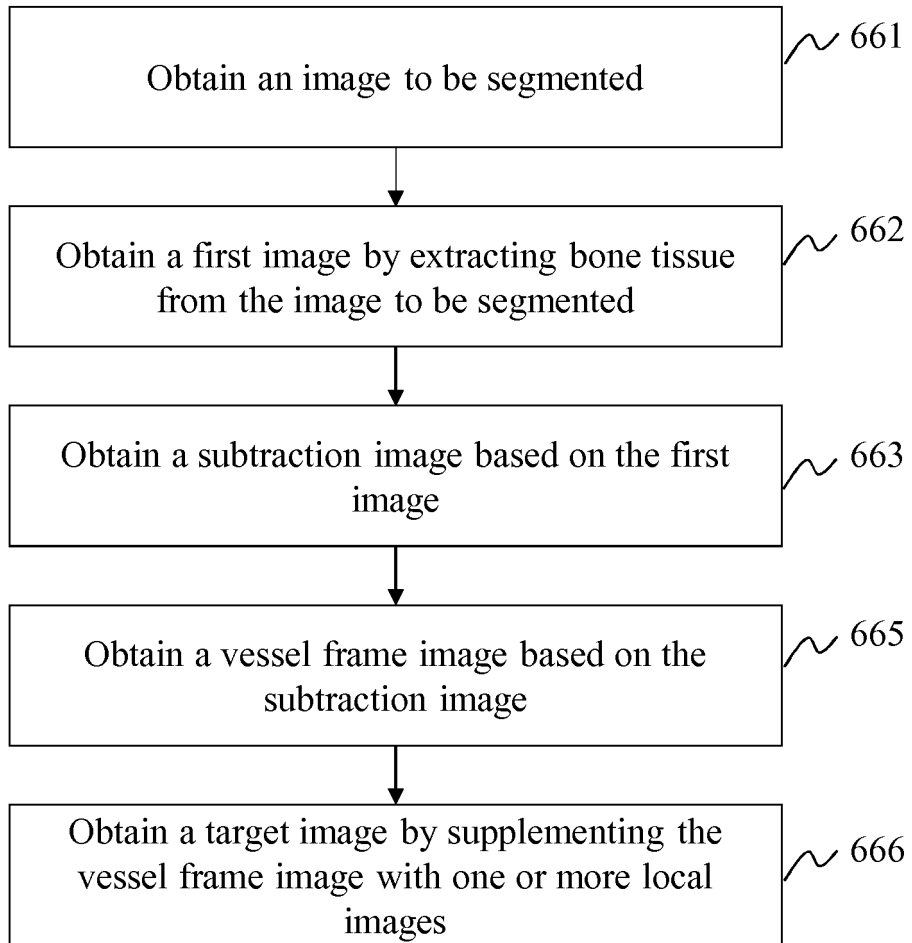 661
Obtain an image to be segmented
662
Obtain a first image by extracting bone tissue
from the image to be segmented
663
Obtain a subtraction image based on the first
image
665
Obtain a vessel frame image based on the
subtraction image
666
Obtain a target image by supplementing the
vessel frame image with one or more local
images